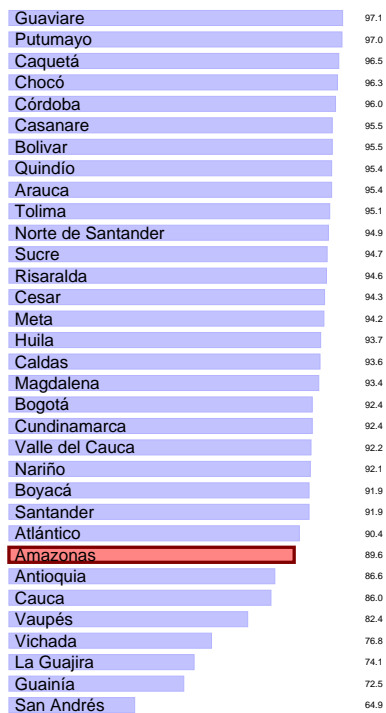 Guaviare 97.1
Putumayo 97.0
Caquetá 96.5
Chocó 96.3
Córdoba 96.0
Casanare 95.5
Bolivar 95.5
Quindío 95.4
Arauca 95.4
Tolima 95.1
Norte de Santander 94.9
Sucre 94.7
Risaralda 94.6
Cesar 94.3
Meta 94.2
Huila 93.7
Caldas 93.6
Magdalena 93.4
Bogotá 92.4
Cundinamarca 92.4
Valle del Cauca 92.2
Nariño 92.1
Boyacá 91.9
Santander 91.9
Atlántico 90.4
Amazonas 89.6
Antioquia 86.6
Cauca 86.0
Vaupés 82.4
Vichada 76.8
La Guajira 74.1
Guainía 72.5
San Andrés 64.9